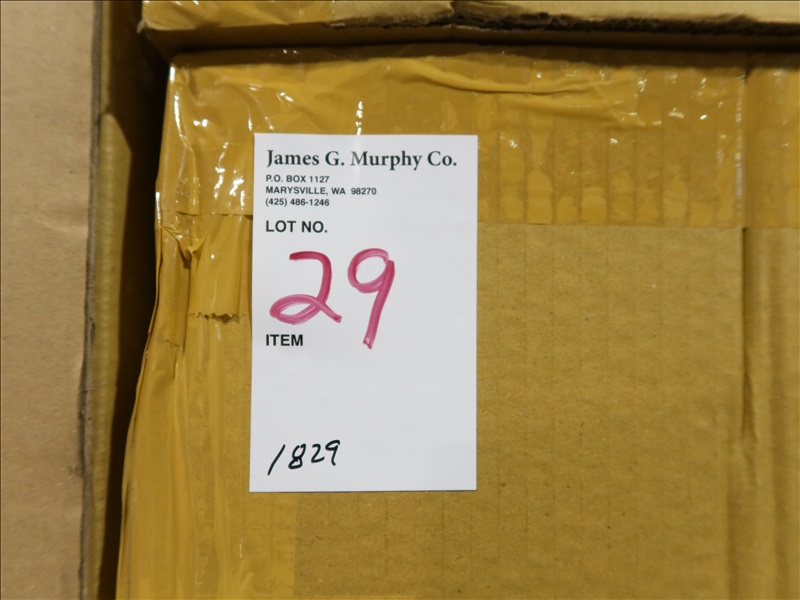 James G. Murphy Co.
P.O. BOX 1127
MARYSVILLE, WA 98270
(425) 486-1246
LOT NO.
29
ITEM
1829